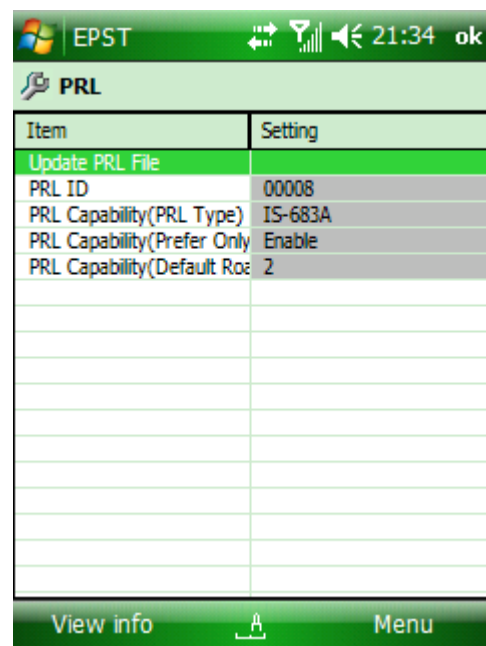 EPST 21:34 ok
PRL
Item Setting
Update PRL File
PRL ID 00008
PRL Capability(PRL Type) IS-683A
PRL Capability(Prefer Only Enable
PRL Capability(Default Roa 2
View info A Menu